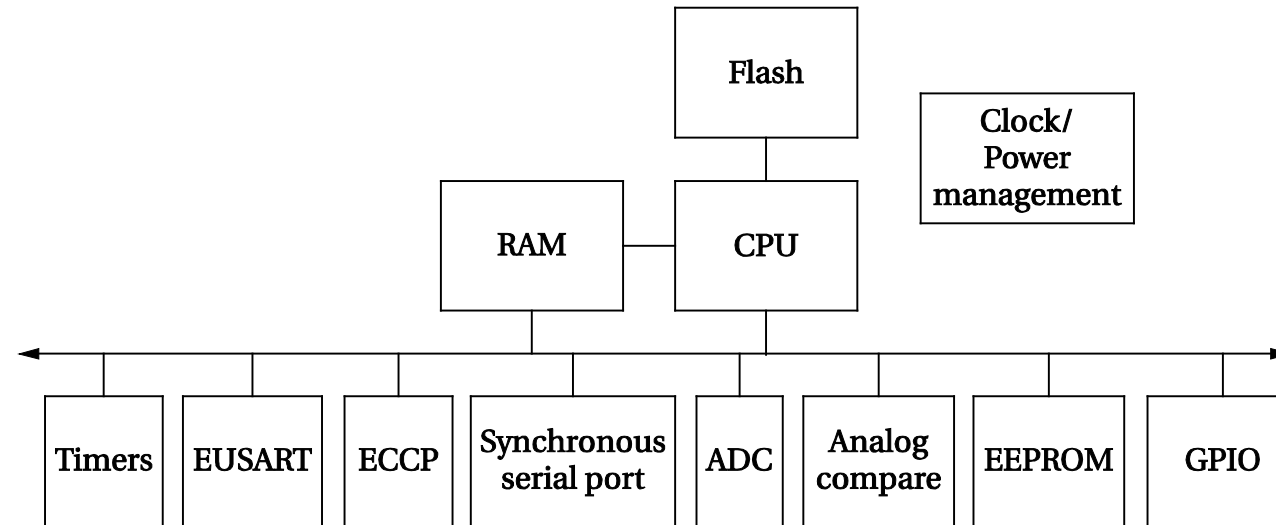 Flash
Clock/
Power
management
RAM
CPU
Timers
EUSART
ECCP
Synchronous
serial port
ADC
Analog
compare
EEPROM
GPIO